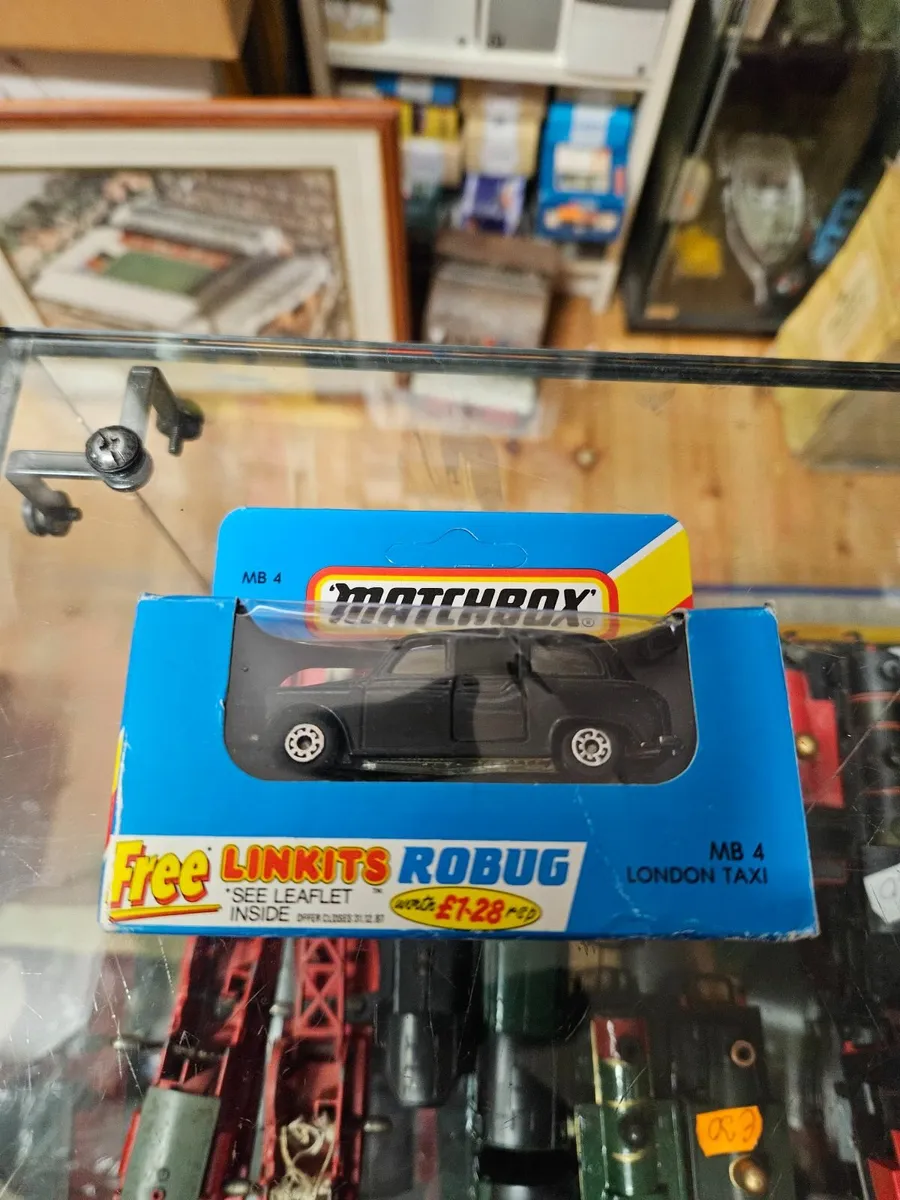 MB 4
'MATCHBOX'®
Free LINKITS™ ROBUG
*SEE LEAFLET
INSIDE OFFER CLOSES 31.12.87
worth £1·28 rep
MB 4
LONDON TAXI